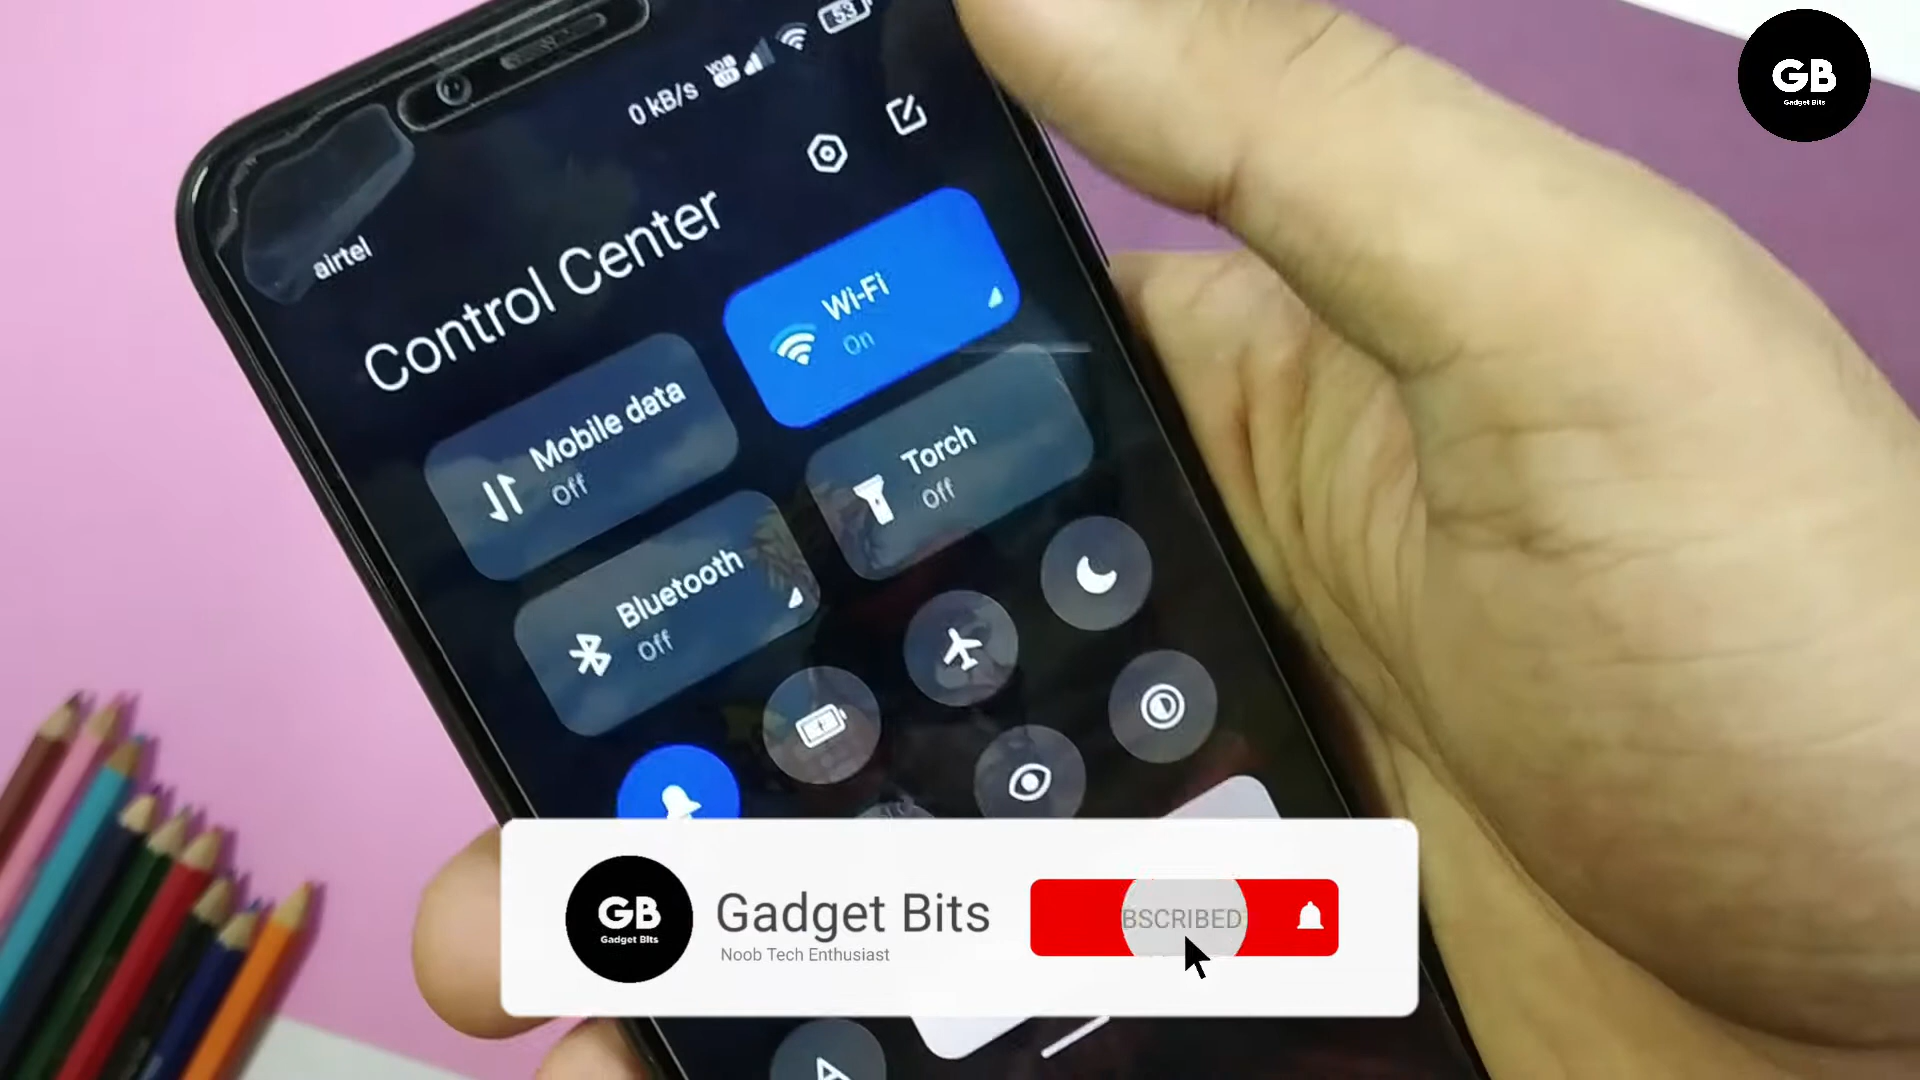 53
0 kB/s
GB
Gadget Bits
airtel
Control Center
Wi-Fi
On
Mobile data
Off
Torch
Off
Bluetooth
Off
GB
Gadget Bits
Gadget Bits
Noob Tech Enthusiast
BSCRIBED